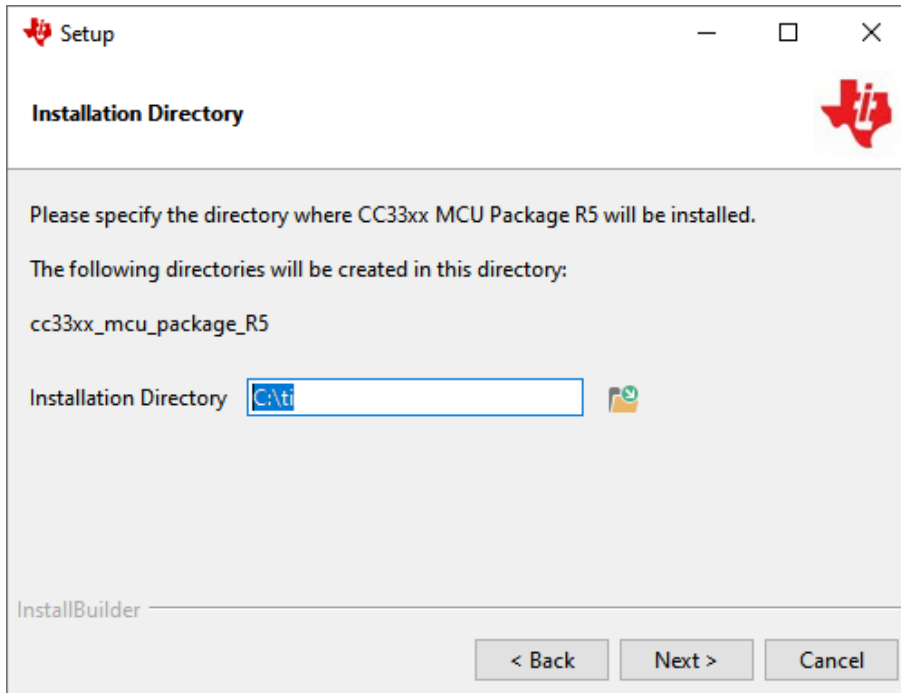 Setup
Installation Directory
Please specify the directory where CC33xx MCU Package R5 will be installed.
The following directories will be created in this directory:
cc33xx_mcu_package_R5
Installation Directory C:\ti
InstallBuilder
< Back Next > Cancel